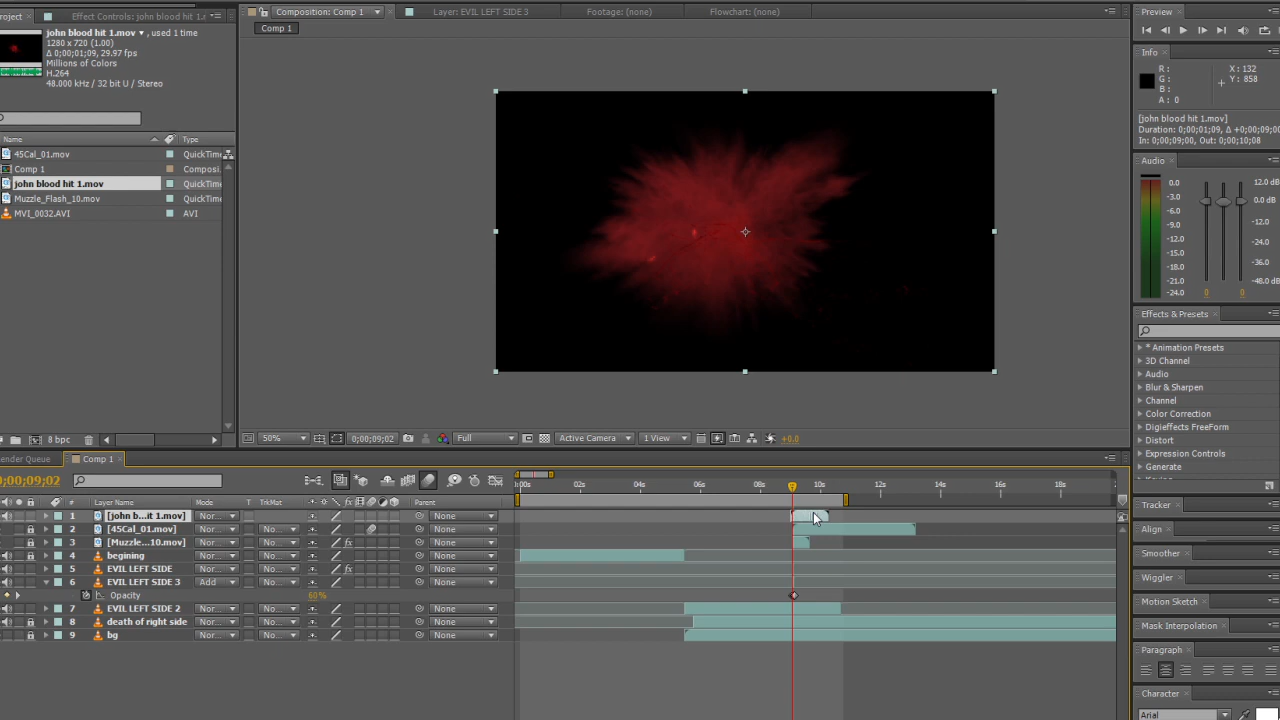 roject
Effect Controls: john blood hit 1.r
john blood hit 1.mov ▾, used 1 time
1280 x 720 (1.00)
Δ 0;00;01;09, 29.97 fps
Millions of Colors
H.264
48.000 kHz / 32 bit U / Stereo
Name
Type
45Cal_01.mov
QuickTime
Comp 1
Composi..
john blood hit 1.mov
QuickTime
Muzzle_Flash_10.mov
QuickTime
MVI_0032.AVI
AVI
8 bpc
Composition: Comp 1
Layer: EVIL LEFT SIDE 3
Footage: (none)
Flowchart: (none)
Comp 1
50%
0;00;09;02
Full
Active Camera
1 View
+0.0
Preview
Info
R :
G :
B :
A : 0
X : 132
Y : 858
[john blood hit 1.mov]
Duration: 0;00;01;09, Δ +0;00;09;00
In: 0;00;09;00, Out: 0;00;10;08
Audio
0.0
-3.0
-6.0
-9.0
-12.0
-15.0
-18.0
-21.0
-24.0
12.0 dB
0.0 dB
-12.0
-24.0
-36.0
-48.0 dB
0
0
Effects & Presets
* Animation Presets
3D Channel
Audio
Blur & Sharpen
Channel
Color Correction
Digieffects FreeForm
Distort
Expression Controls
Generate
Tracker
Align
Smoother
Wiggler
Motion Sketch
Mask Interpolation
Paragraph
Character
Arial
ender Queue
Comp 1
0;00;09;02
#
Layer Name
Mode
T
TrkMat
Parent
:00s
02s
04s
06s
08s
10s
12s
14s
16s
18s
1
[john b...it 1.mov]
Nor...
None
2
[45Cal_01.mov]
Nor...
No...
None
3
[Muzzle...10.mov]
Nor...
No...
None
4
begining
Nor...
No...
None
5
EVIL LEFT SIDE
Nor...
No...
None
6
EVIL LEFT SIDE 3
Add
No...
None
Opacity
60%
7
EVIL LEFT SIDE 2
Nor...
No...
None
8
death of right side
Nor...
No...
None
9
bg
Nor...
No...
None